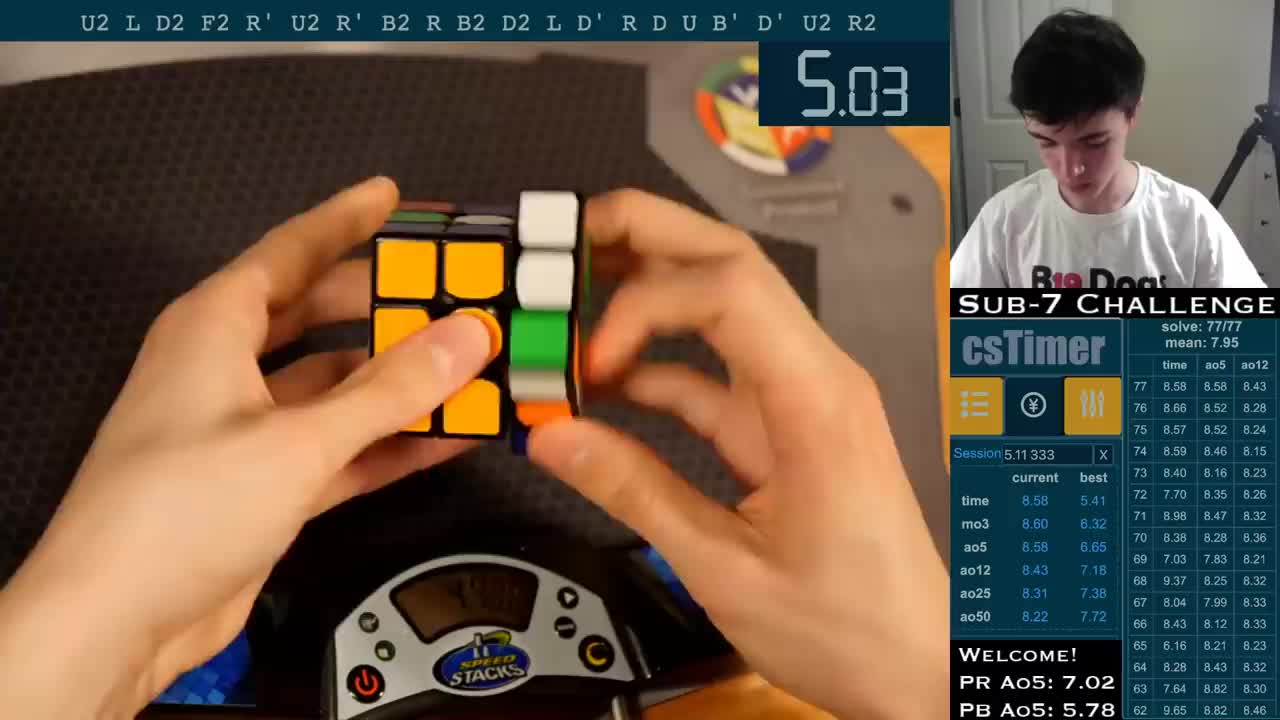 U2 L D2 F2 R' U2 R' B2 R B2 D2 L D' R D U B' D' U2 R2
5.03
B19 Dogs
SUB-7 CHALLENGE
csTimer
solve: 77/77
mean: 7.95
time ao5 ao12
77 8.58 8.58 8.43
76 8.66 8.52 8.28
75 8.57 8.52 8.24
74 8.59 8.46 8.15
73 8.40 8.16 8.23
72 7.70 8.35 8.26
71 8.98 8.47 8.32
70 8.38 8.28 8.36
69 7.03 7.83 8.21
68 9.37 8.25 8.32
67 8.04 7.99 8.33
66 8.43 8.12 8.33
65 6.16 8.21 8.23
64 8.28 8.43 8.32
63 7.64 8.82 8.30
62 9.65 8.82 8.46
Session 5.11 333 X
current best
time 8.58 5.41
mo3 8.60 6.32
ao5 8.58 6.65
ao12 8.43 7.18
ao25 8.31 7.38
ao50 8.22 7.72
WELCOME!
PR AO5: 7.02
PB AO5: 5.78
SPEED
STACKS